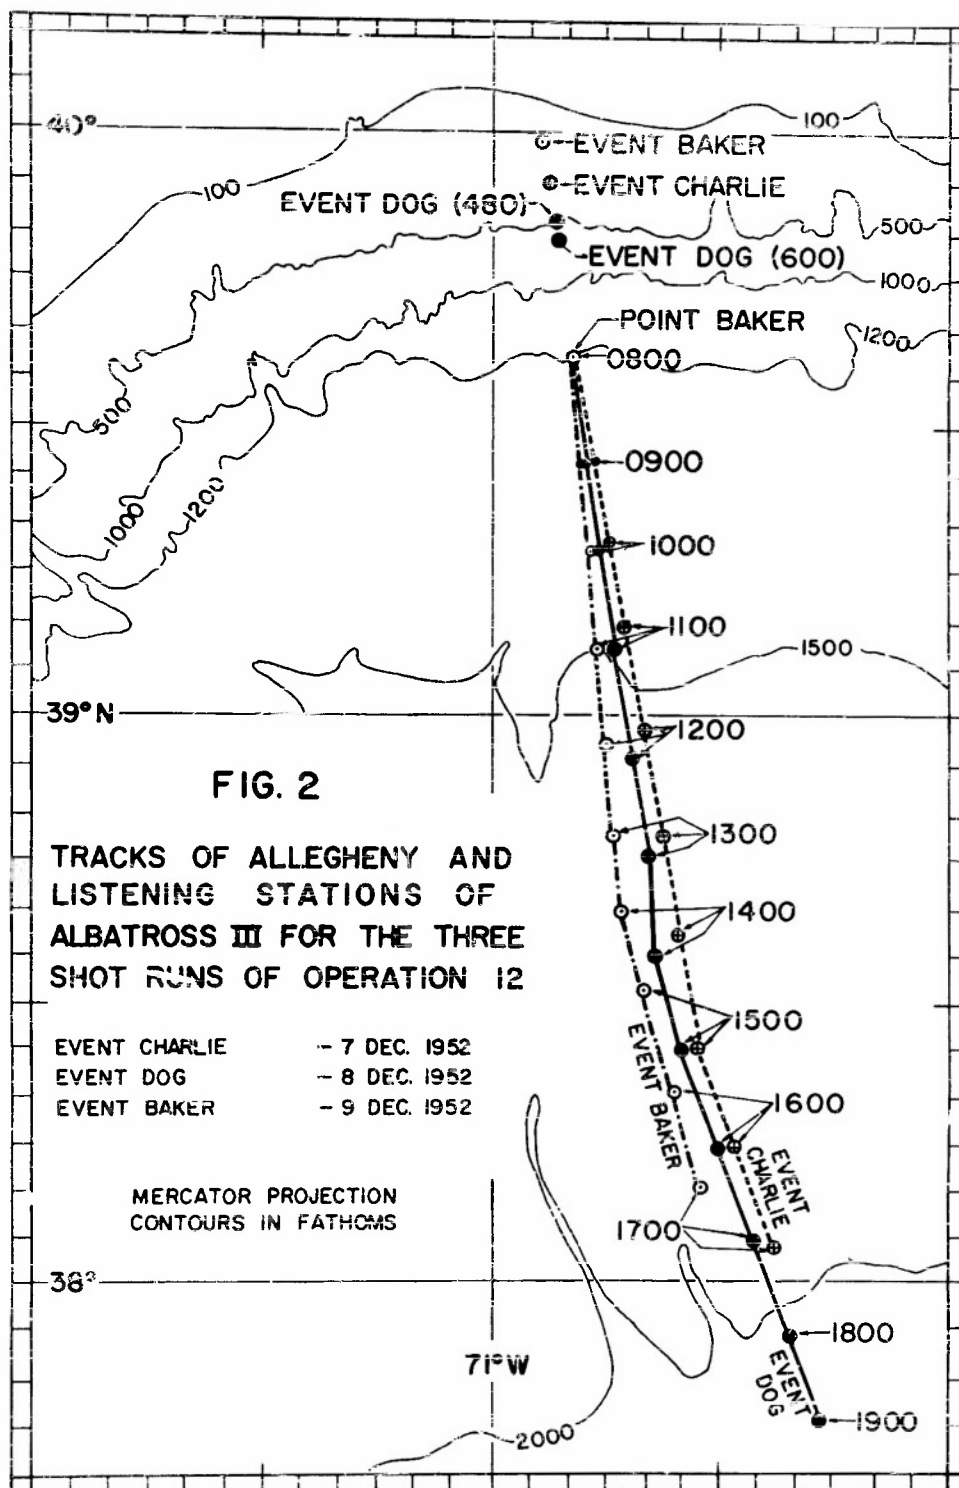 40°
100
EVENT BAKER
EVENT CHARLIE
100
EVENT DOG (480)
500
EVENT DOG (600)
1000
POINT BAKER
1200
0800
500
0900
1000
1200
1000
1100
1500
39°N
1200
FIG. 2
1300
TRACKS OF ALLEGHENY AND
LISTENING STATIONS OF
ALBATROSS III FOR THE THREE
SHOT RUNS OF OPERATION 12
1400
1500
EVENT CHARLIE - 7 DEC. 1952
EVENT DOG - 8 DEC. 1952
EVENT BAKER - 9 DEC. 1952
EVENT BAKER
1600
EVENT
CHARLIE
MERCATOR PROJECTION
CONTOURS IN FATHOMS
1700
38°
1800
71°W
EVENT
DOG
1900
2000